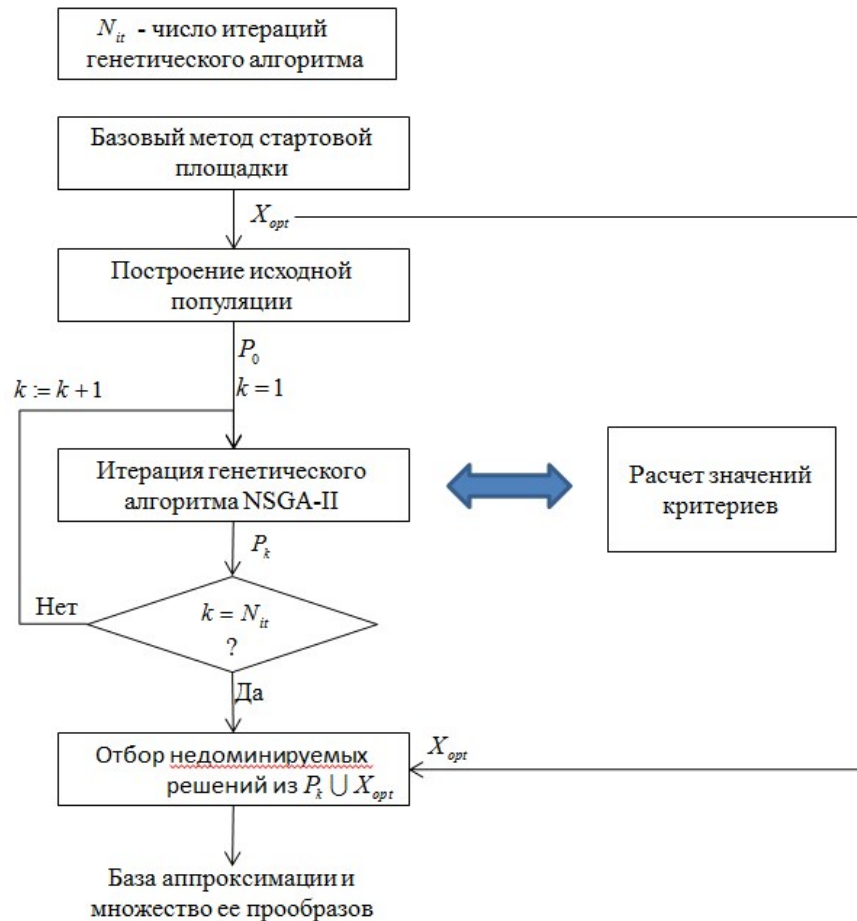 N_it - число итераций
генетического алгоритма
Базовый метод стартовой
площадки
X_opt
Построение исходной
популяции
P_0
k := k + 1
k = 1
Итерация генетического
алгоритма NSGA-II
Расчет значений
критериев
P_k
Нет
k = N_it
?
Да
Отбор недоминируемых
решений из P_k ∪ X_opt
X_opt
База аппроксимации и
множество ее прообразов